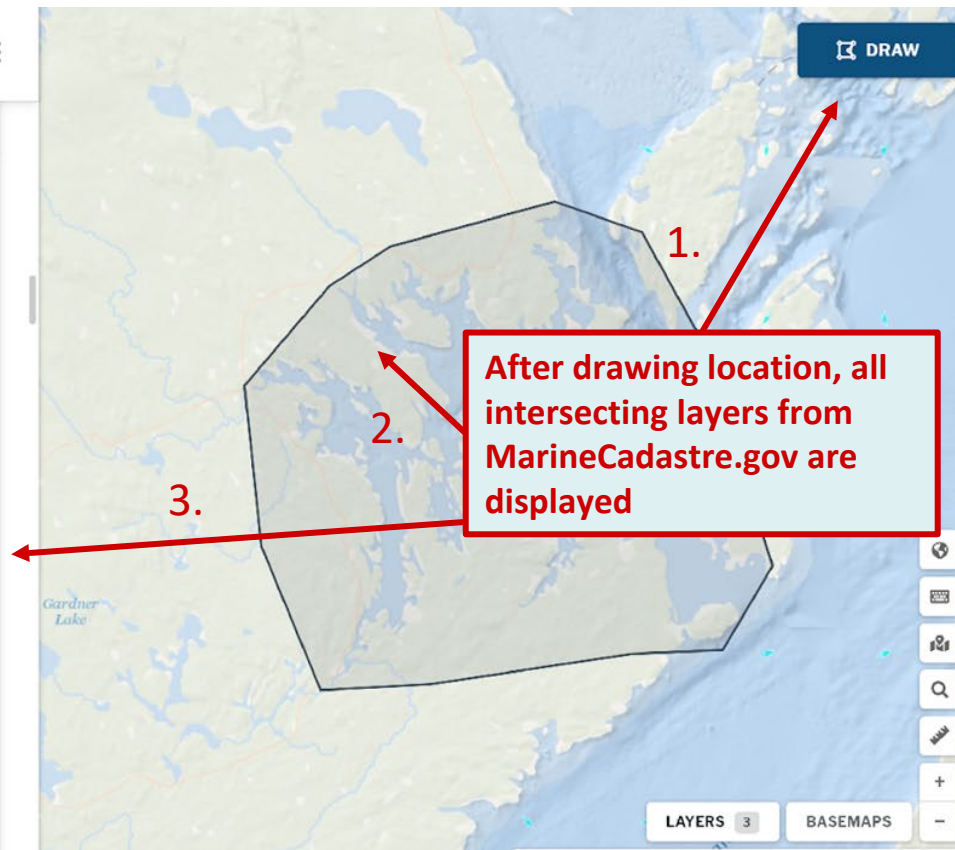 DRAW
1.
After drawing location, all
intersecting layers from
MarineCadastre.gov are
displayed
2.
3.
Gardner
Lake
+
LAYERS 3
BASEMAPS
−